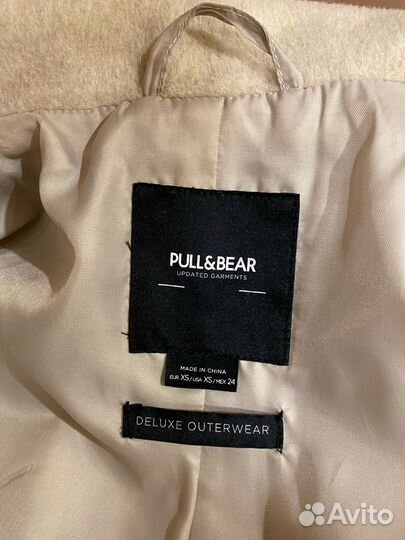 PULL&BEAR
UPDATED GARMENTS
MADE IN CHINA
EUR XS/USA XS/MEX 24
DELUXE OUTERWEAR
Avito